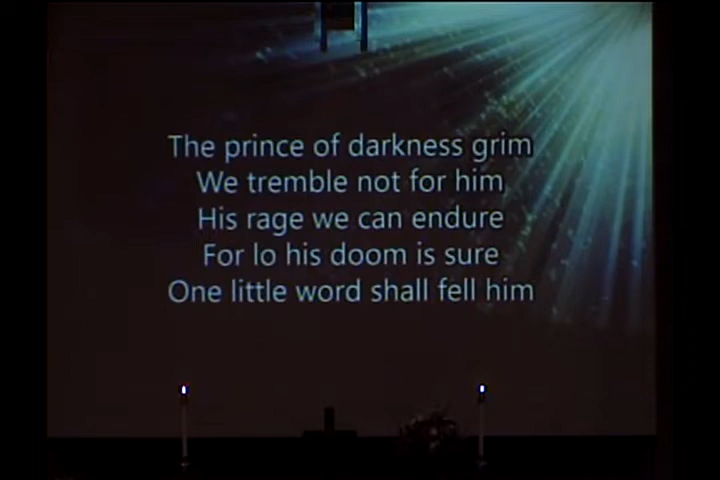 The prince of darkness grim
We tremble not for him
His rage we can endure
For lo his doom is sure
One little word shall fell him